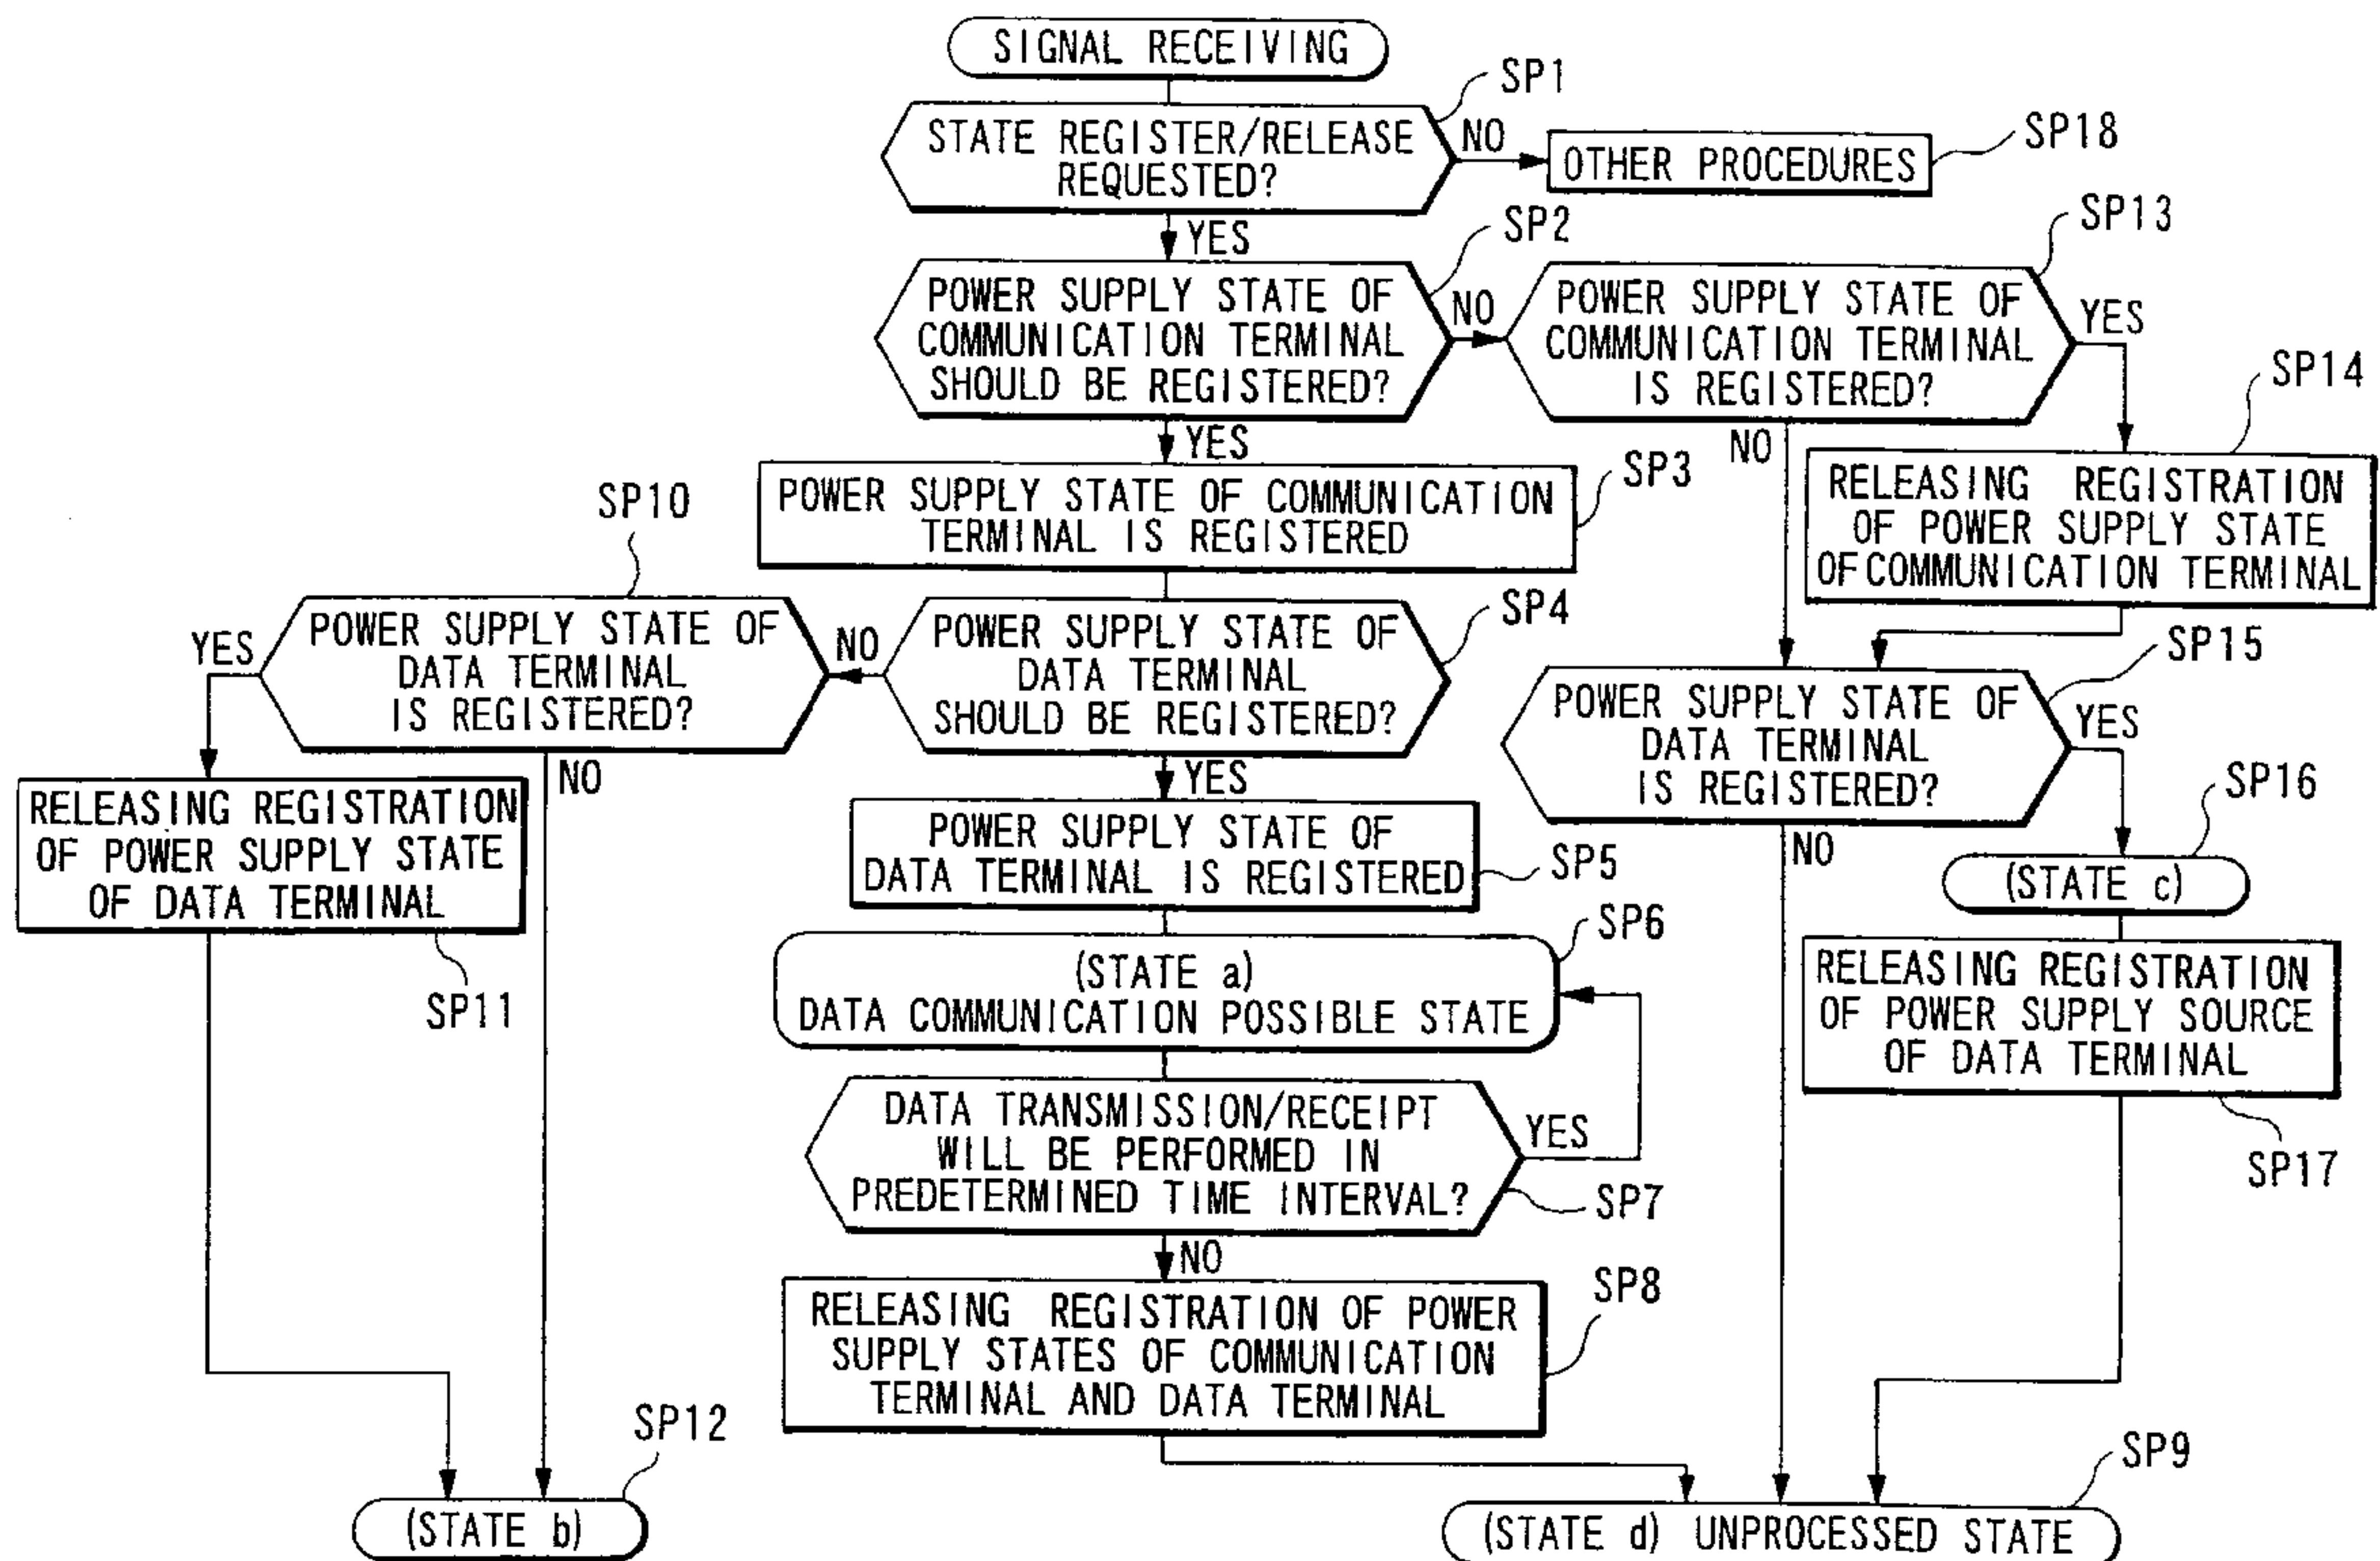 SIGNAL RECEIVING
SP1
STATE REGISTER/RELEASE
REQUESTED?
NO
OTHER PROCEDURES
SP18
YES
SP2
POWER SUPPLY STATE OF
COMMUNICATION TERMINAL
SHOULD BE REGISTERED?
NO
SP13
POWER SUPPLY STATE OF
COMMUNICATION TERMINAL
IS REGISTERED?
YES
SP14
YES
NO
SP3
POWER SUPPLY STATE OF COMMUNICATION
TERMINAL IS REGISTERED
RELEASING REGISTRATION
OF POWER SUPPLY STATE
OF COMMUNICATION TERMINAL
SP10
POWER SUPPLY STATE OF
DATA TERMINAL
IS REGISTERED?
YES
NO
SP4
POWER SUPPLY STATE OF
DATA TERMINAL
SHOULD BE REGISTERED?
SP15
POWER SUPPLY STATE OF
DATA TERMINAL
IS REGISTERED?
YES
NO
YES
RELEASING REGISTRATION
OF POWER SUPPLY STATE
OF DATA TERMINAL
SP11
POWER SUPPLY STATE OF
DATA TERMINAL IS REGISTERED
SP5
NO
SP16
(STATE c)
SP6
(STATE a)
DATA COMMUNICATION POSSIBLE STATE
RELEASING REGISTRATION
OF POWER SUPPLY SOURCE
OF DATA TERMINAL
SP17
DATA TRANSMISSION/RECEIPT
WILL BE PERFORMED IN
PREDETERMINED TIME INTERVAL?
YES
SP7
NO
SP8
RELEASING REGISTRATION OF POWER
SUPPLY STATES OF COMMUNICATION
TERMINAL AND DATA TERMINAL
SP12
(STATE b)
SP9
(STATE d) UNPROCESSED STATE